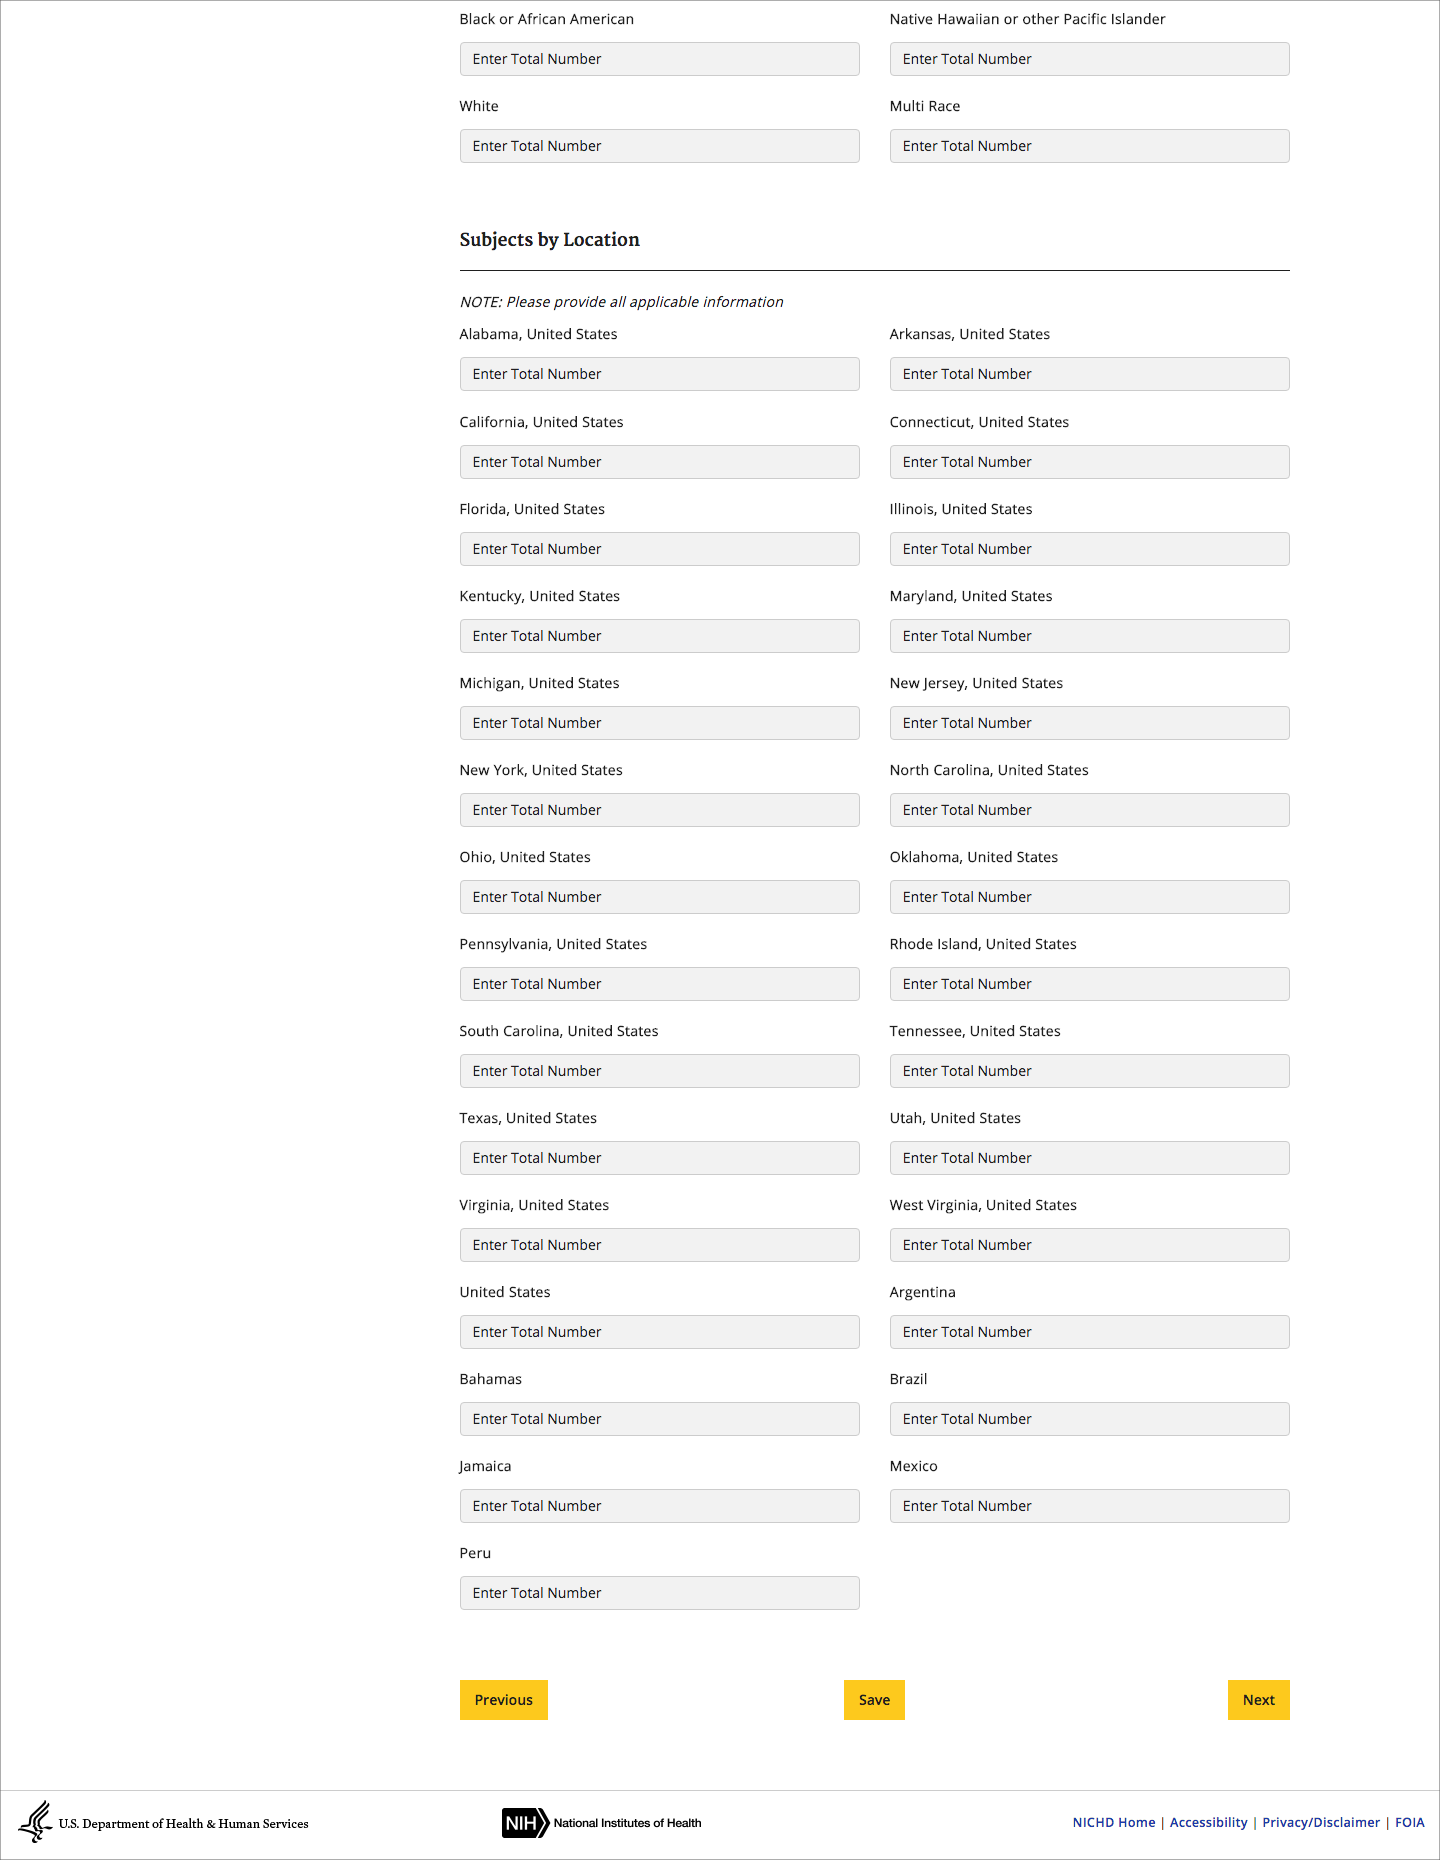 Black or African American
Native Hawaiian or other Pacific Islander
Enter Total Number
Enter Total Number
White
Multi Race
Enter Total Number
Enter Total Number
Subjects by Location
NOTE: Please provide all applicable information
Alabama, United States
Arkansas, United States
Enter Total Number
Enter Total Number
California, United States
Connecticut, United States
Enter Total Number
Enter Total Number
Florida, United States
Illinois, United States
Enter Total Number
Enter Total Number
Kentucky, United States
Maryland, United States
Enter Total Number
Enter Total Number
Michigan, United States
New Jersey, United States
Enter Total Number
Enter Total Number
New York, United States
North Carolina, United States
Enter Total Number
Enter Total Number
Ohio, United States
Oklahoma, United States
Enter Total Number
Enter Total Number
Pennsylvania, United States
Rhode Island, United States
Enter Total Number
Enter Total Number
South Carolina, United States
Tennessee, United States
Enter Total Number
Enter Total Number
Texas, United States
Utah, United States
Enter Total Number
Enter Total Number
Virginia, United States
West Virginia, United States
Enter Total Number
Enter Total Number
United States
Argentina
Enter Total Number
Enter Total Number
Bahamas
Brazil
Enter Total Number
Enter Total Number
Jamaica
Mexico
Enter Total Number
Enter Total Number
Peru
Enter Total Number
Previous
Save
Next
U.S. Department of Health & Human Services
NIH National Institutes of Health
NICHD Home | Accessibility | Privacy/Disclaimer | FOIA